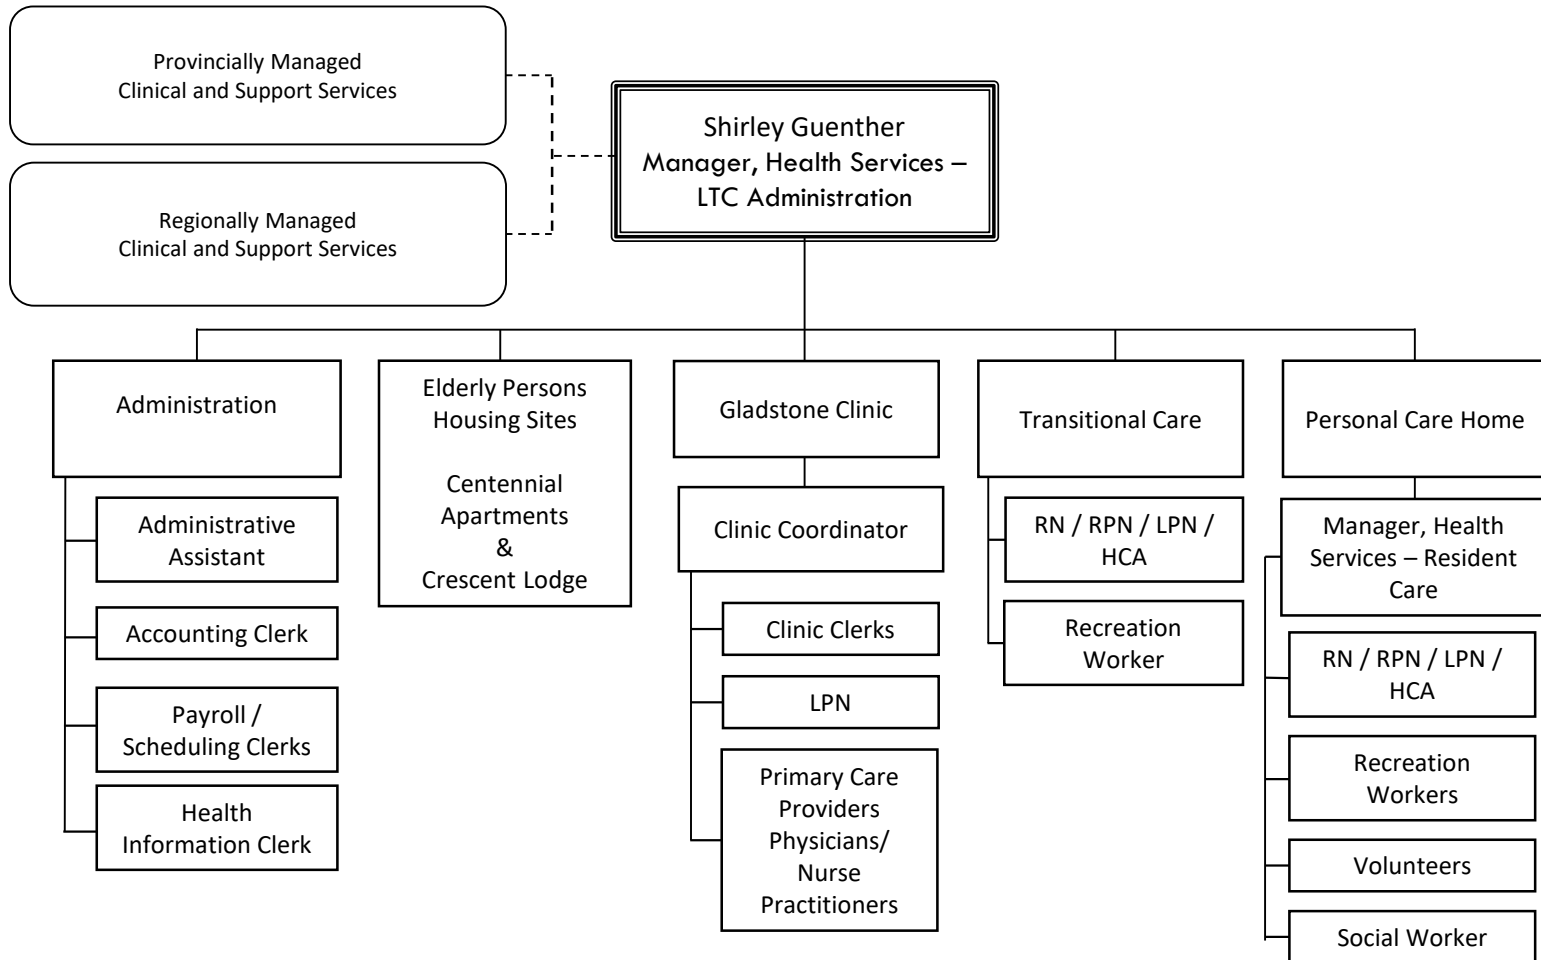 Provincially Managed
Clinical and Support Services
Regionally Managed
Clinical and Support Services
Shirley Guenther
Manager, Health Services –
LTC Administration
Administration
Administrative
Assistant
Accounting Clerk
Payroll /
Scheduling Clerks
Health
Information Clerk
Elderly Persons
Housing Sites
Centennial
Apartments
&
Crescent Lodge
Gladstone Clinic
Clinic Coordinator
Clinic Clerks
LPN
Primary Care
Providers
Physicians/
Nurse
Practitioners
Transitional Care
RN / RPN / LPN /
HCA
Recreation
Worker
Personal Care Home
Manager, Health
Services – Resident
Care
RN / RPN / LPN /
HCA
Recreation
Workers
Volunteers
Social Worker